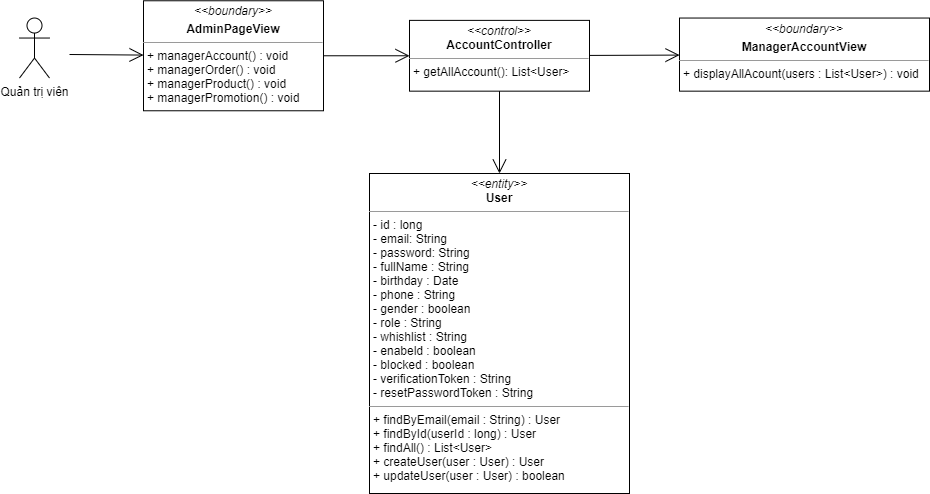 Quản trị viên
<<boundary>>
AdminPageView
+ managerAccount() : void
+ managerOrder() : void
+ managerProduct() : void
+ managerPromotion() : void
<<control>>
AccountController
+ getAllAccount(): List<User>
<<boundary>>
ManagerAccountView
+ displayAllAcount(users : List<User>) : void
<<entity>>
User
- id : long
- email: String
- password: String
- fullName : String
- birthday : Date
- phone : String
- gender : boolean
- role : String
- whishlist : String
- enabeld : boolean
- blocked : boolean
- verificationToken : String
- resetPasswordToken : String
+ findByEmail(email : String) : User
+ findById(userId : long) : User
+ findAll() : List<User>
+ createUser(user : User) : User
+ updateUser(user : User) : boolean